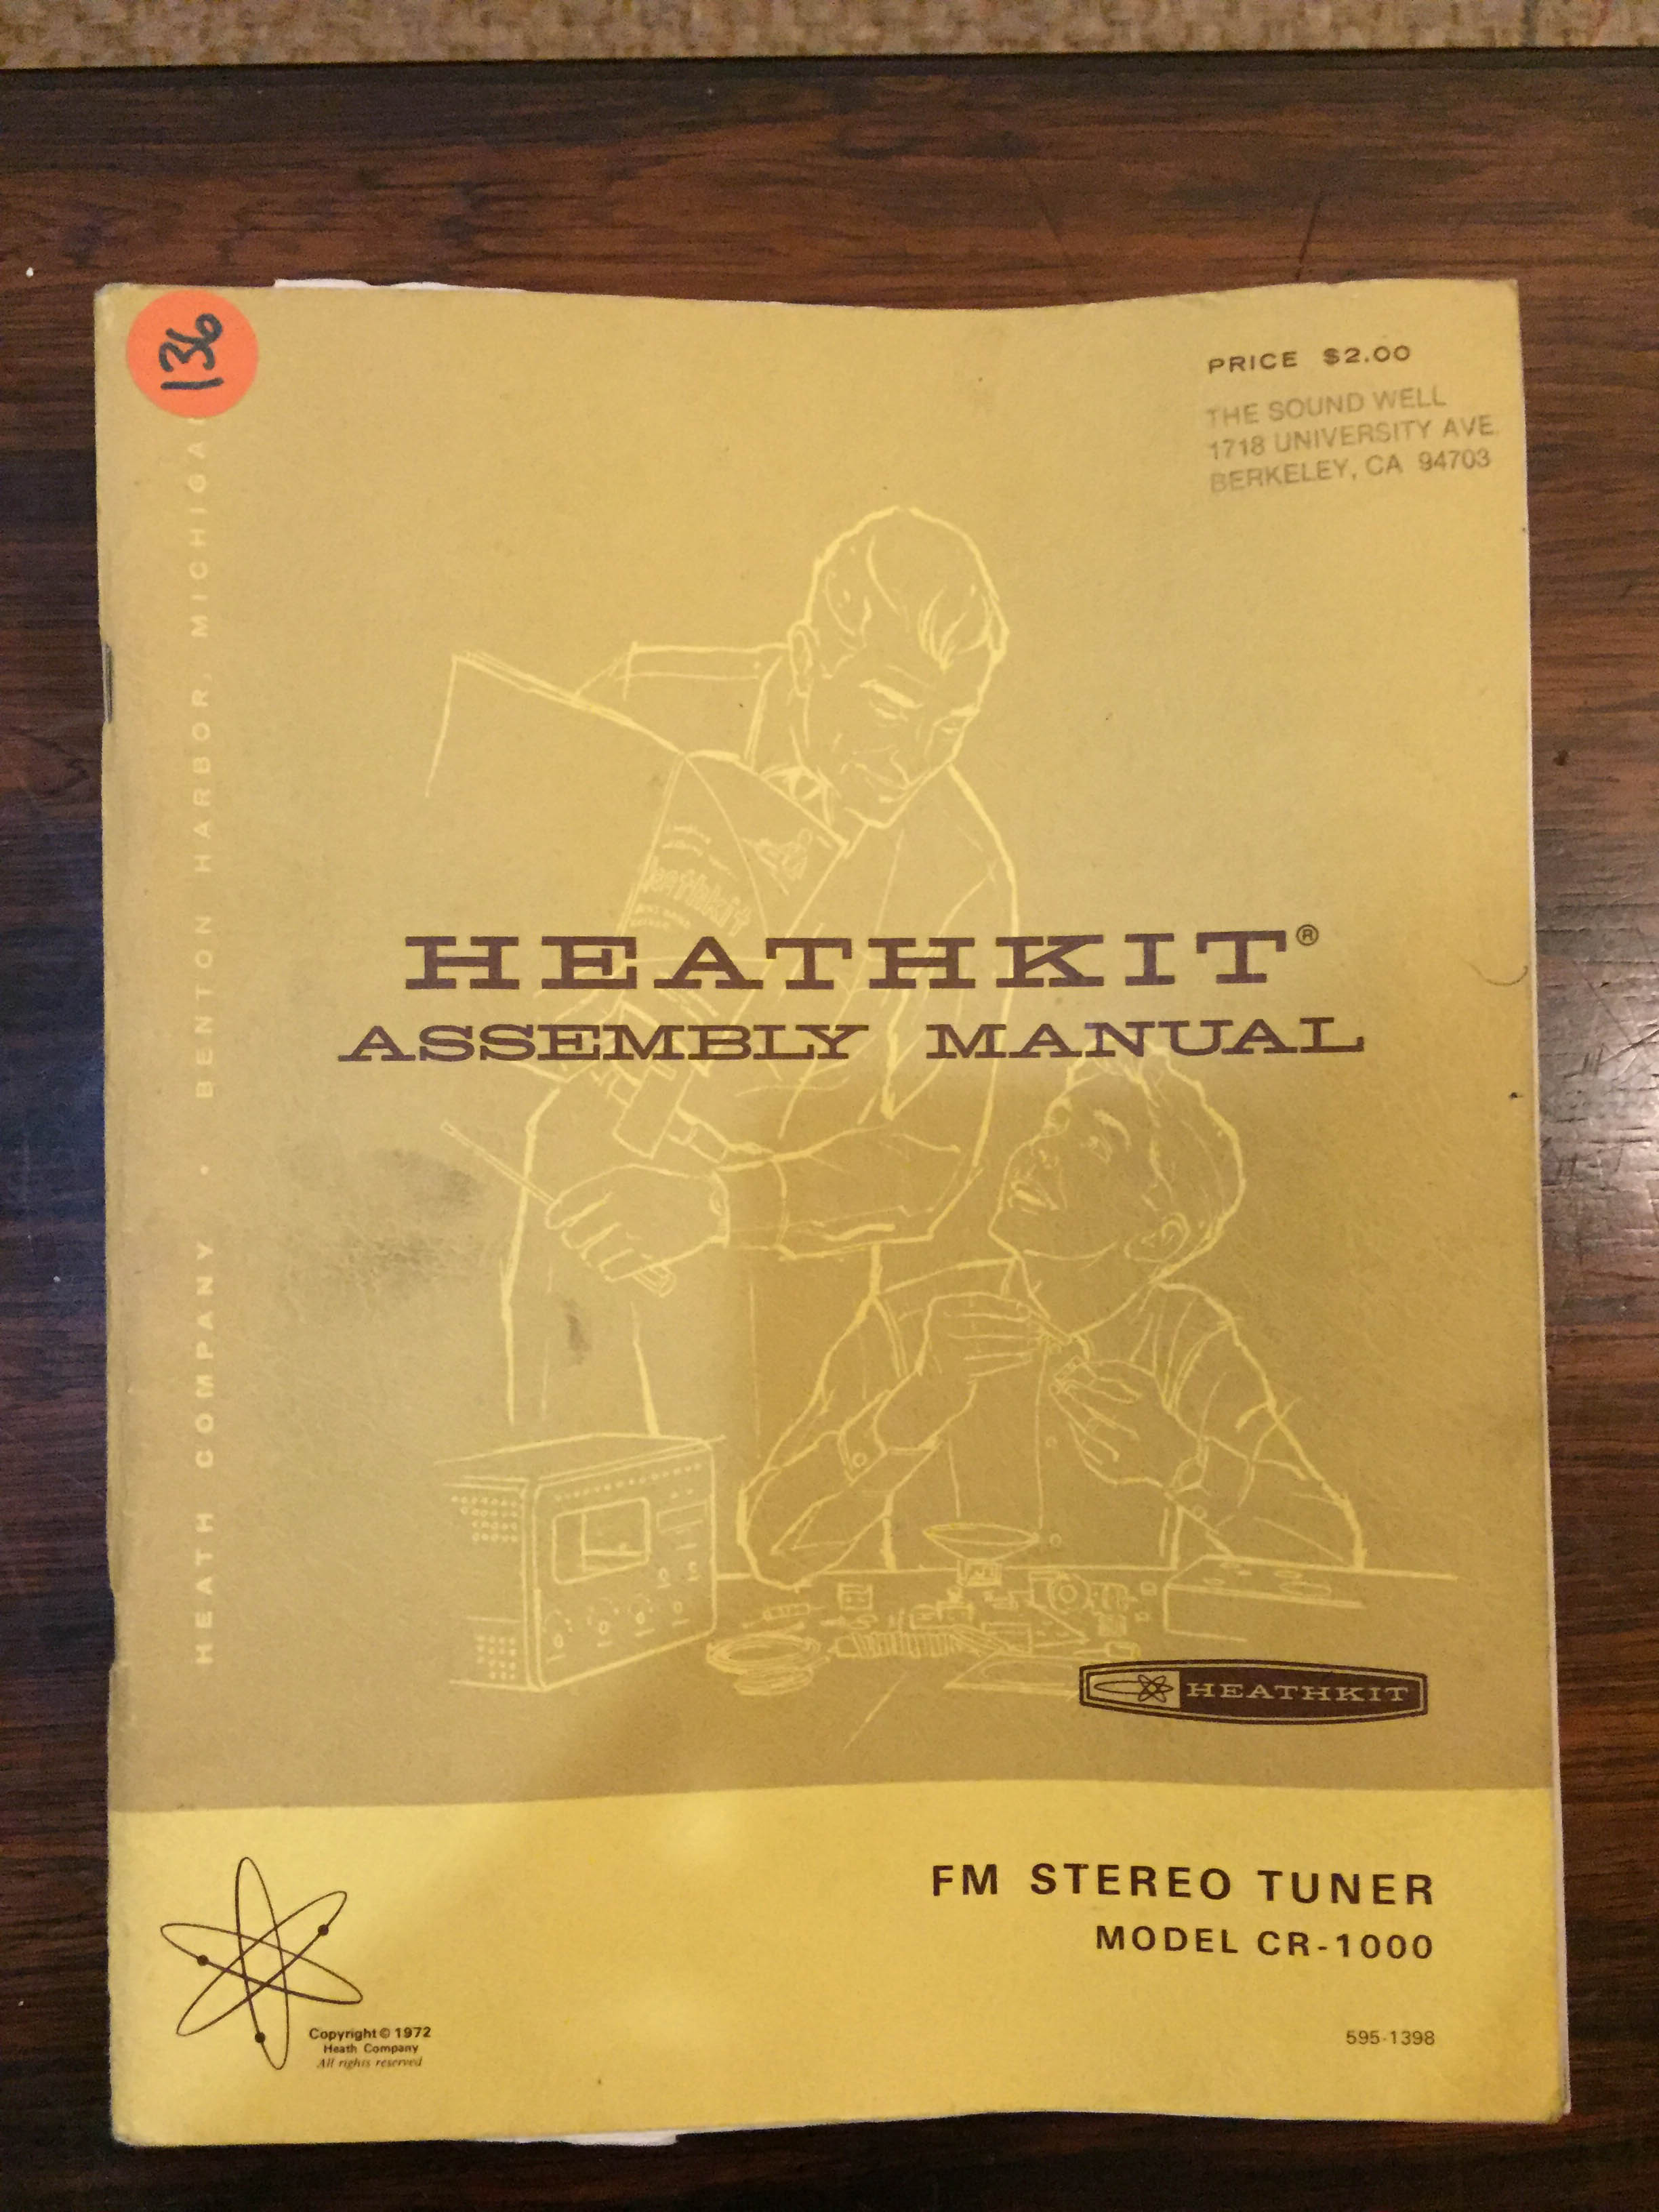 136
PRICE $2.00
THE SOUND WELL
1718 UNIVERSITY AVE.
BERKELEY, CA 94703
HEATH COMPANY • BENTON HARBOR, MICHIGA
HEATHKIT®
ASSEMBLY MANUAL
HEATHKIT
FM STEREO TUNER
MODEL CR-1000
Copyright © 1972
Heath Company
All rights reserved
595-1398